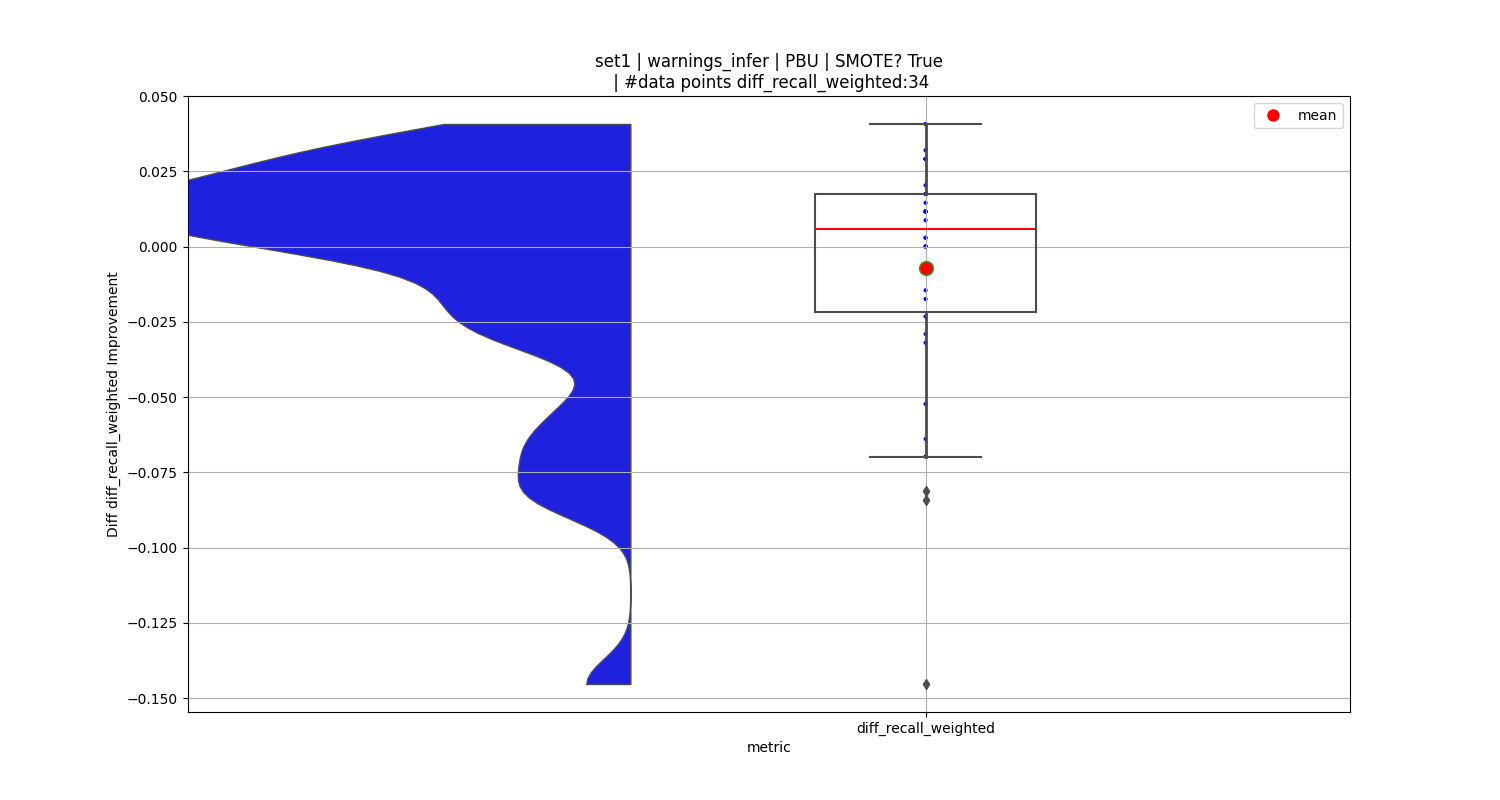 set1 | warnings_infer | PBU | SMOTE? True
| #data points diff_recall_weighted:34
mean
0.050
0.025
0.000
−0.025
−0.050
−0.075
−0.100
−0.125
−0.150
Diff diff_recall_weighted Improvement
diff_recall_weighted
metric